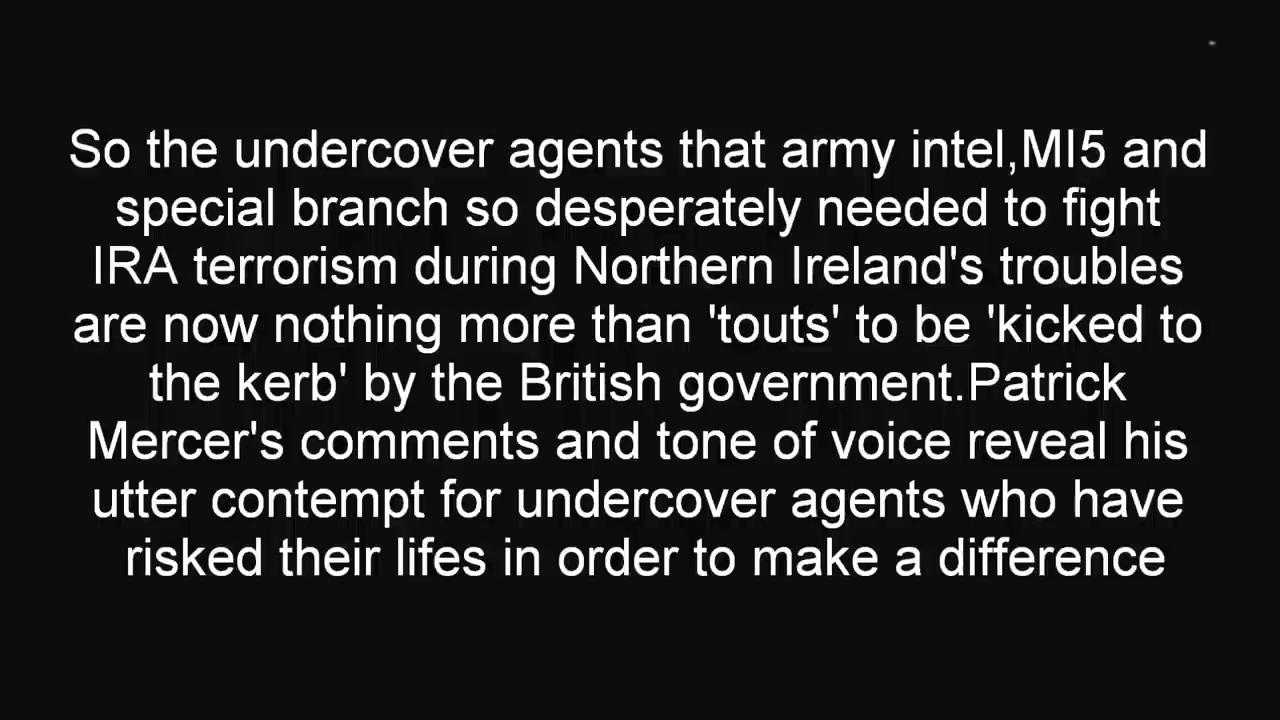 So the undercover agents that army intel,MI5 and
special branch so desperately needed to fight
IRA terrorism during Northern Ireland's troubles
are now nothing more than 'touts' to be 'kicked to
the kerb' by the British government.Patrick
Mercer's comments and tone of voice reveal his
utter contempt for undercover agents who have
risked their lifes in order to make a difference